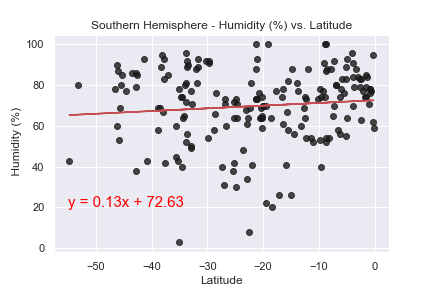 Southern Hemisphere - Humidity (%) vs. Latitude
100
80
60
40
20
0
Humidity (%)
y = 0.13x + 72.63
−50 −40 −30 −20 −10 0
Latitude